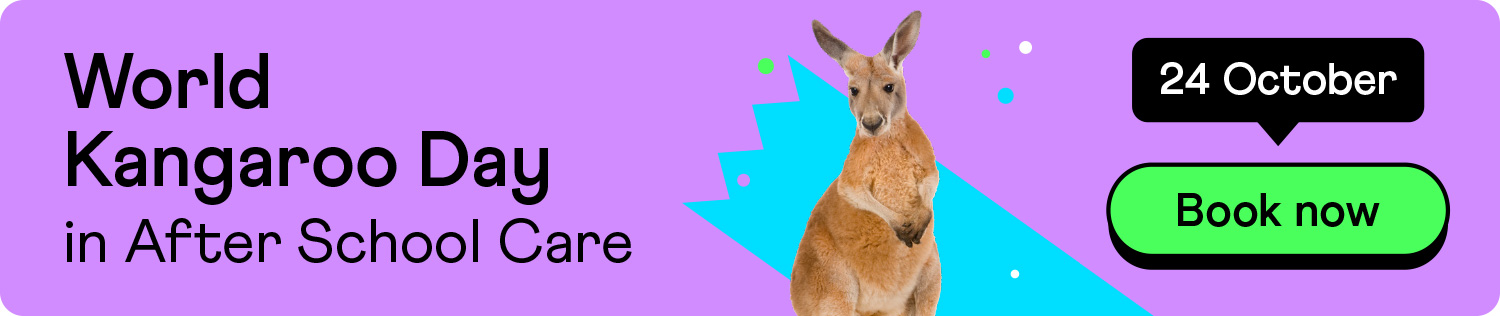 World
Kangaroo Day
in After School Care
24 October
Book now